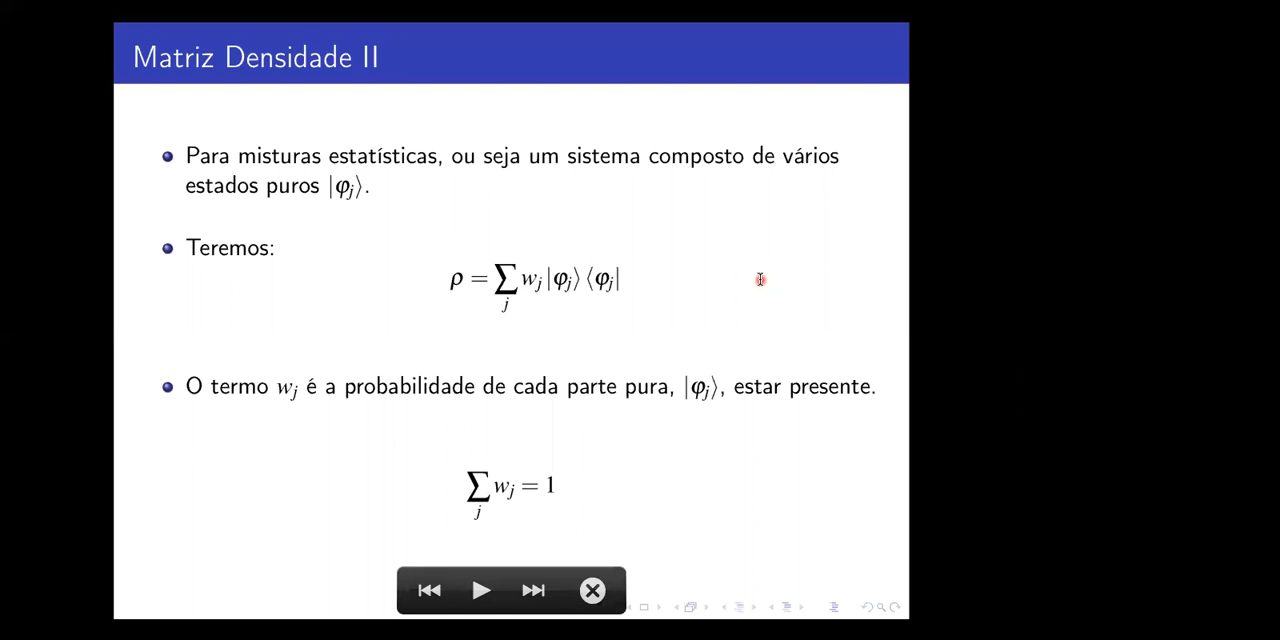 Matriz Densidade II
Para misturas estatísticas, ou seja um sistema composto de vários
estados puros |φⱼ⟩.
Teremos:
ρ = ∑ⱼ wⱼ |φⱼ⟩ ⟨φⱼ|
O termo wⱼ é a probabilidade de cada parte pura, |φⱼ⟩, estar presente.
∑ⱼ wⱼ = 1